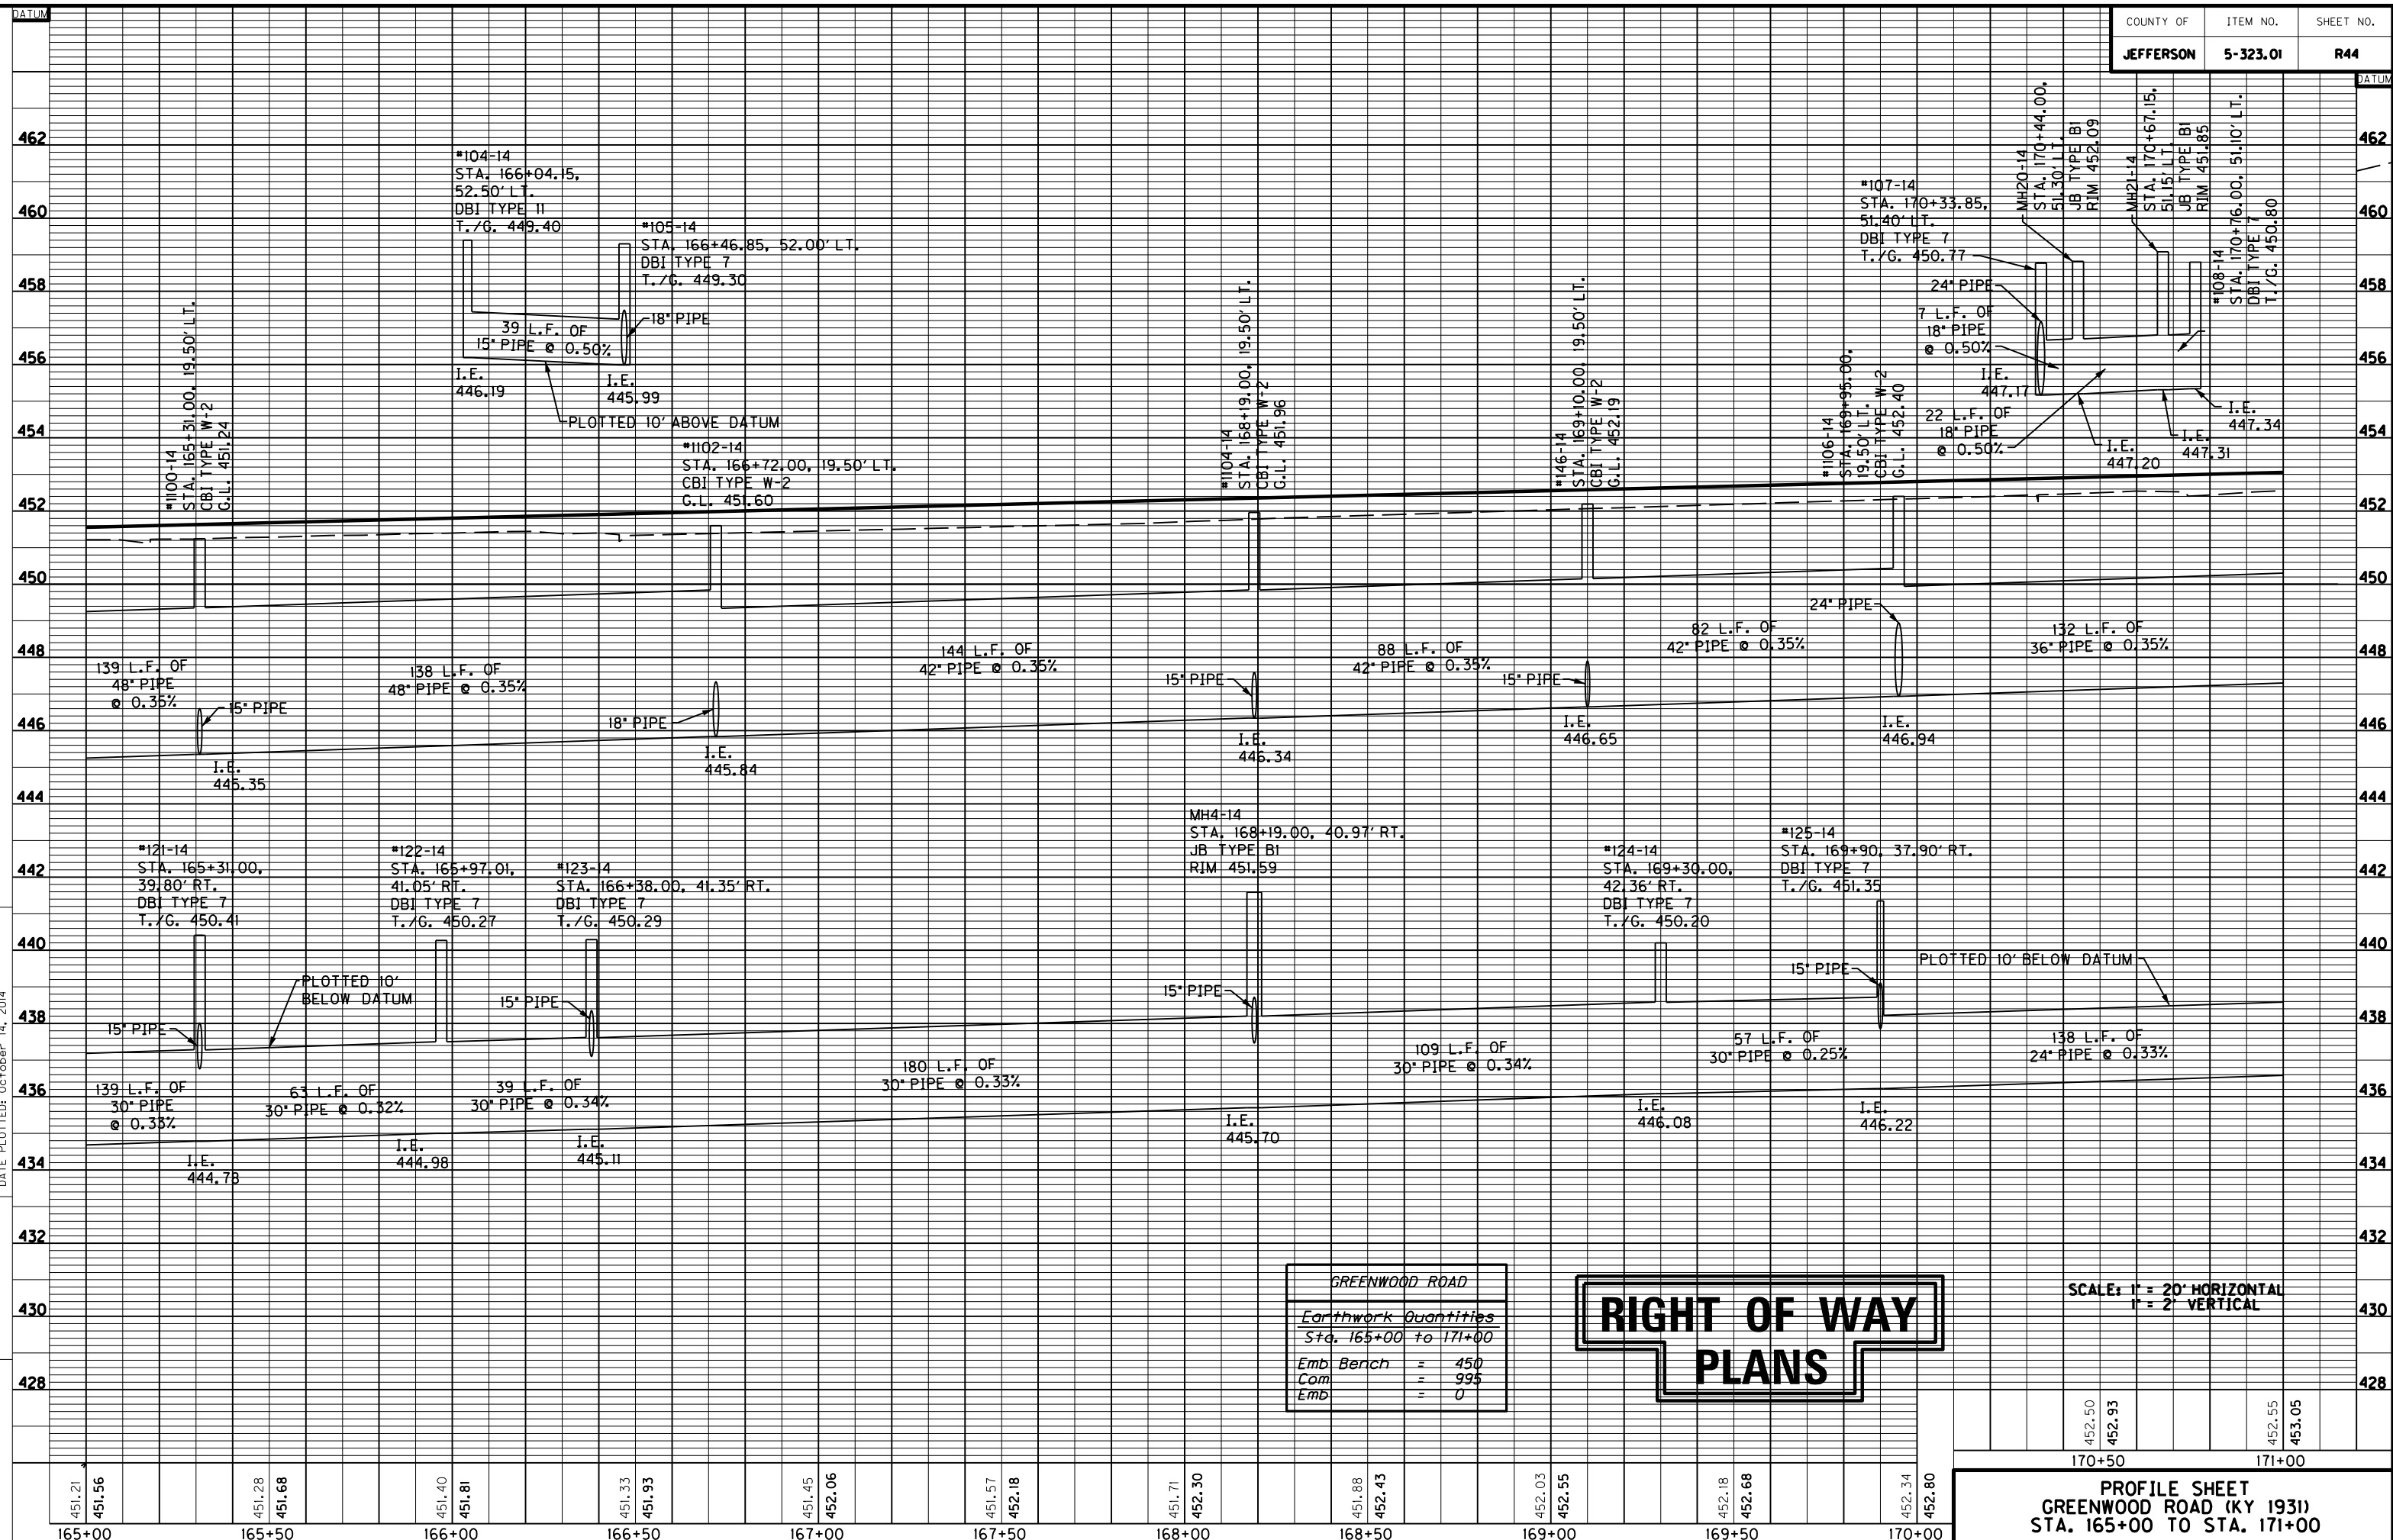 DATUM
COUNTY OF
ITEM NO.
SHEET NO.
JEFFERSON
5-323.01
R44
DATUM
462
460
458
456
454
452
450
448
446
444
442
440
438
436
434
432
430
428
462
460
458
456
454
452
450
448
446
444
442
440
438
436
434
432
430
428
#1100-14
STA. 165+31.00, 19.50' LT.
CBI TYPE W-2
G.L. 451.24
#104-14
STA. 166+04.15,
52.50' LT.
DBI TYPE 11
T./G. 449.40
#105-14
STA. 166+46.85, 52.00' LT.
DBI TYPE 7
T./G. 449.30
18" PIPE
39 L.F. OF
15" PIPE @ 0.50%
I.E.
446.19
I.E.
445.99
PLOTTED 10' ABOVE DATUM
#1102-14
STA. 166+72.00, 19.50' LT.
CBI TYPE W-2
G.L. 451.60
#1104-14
STA. 168+19.00, 19.50' LT.
CBI TYPE W-2
G.L. 451.96
#146-14
STA. 169+10.00, 19.50' LT.
CBI TYPE W-2
G.L. 452.19
#1106-14
STA. 169+95.00,
19.50' LT.
CBI TYPE W-2
G.L. 452.40
#107-14
STA. 170+33.85,
51.40' LT.
DBI TYPE 7
T./G. 450.77
MH20-14
STA. 170+44.00,
51.30' LT.
JB TYPE B1
RIM 452.09
MH21-14
STA. 170+67.15,
51.15' LT.
JB TYPE B1
RIM 451.85
#108-14
STA. 170+76.00, 51.10' LT.
DBI TYPE 7
T./G. 450.80
24" PIPE
7 L.F. OF
18" PIPE
@ 0.50%
I.E.
447.17
22 L.F. OF
18" PIPE
@ 0.50%
I.E.
447.20
I.E.
447.31
I.E.
447.34
139 L.F. OF
48" PIPE
@ 0.35%
15" PIPE
I.E.
445.35
138 L.F. OF
48" PIPE @ 0.35%
18" PIPE
I.E.
445.84
144 L.F. OF
42" PIPE @ 0.35%
15" PIPE
I.E.
446.34
88 L.F. OF
42" PIPE @ 0.35%
15" PIPE
I.E.
446.65
82 L.F. OF
42" PIPE @ 0.35%
24" PIPE
I.E.
446.94
132 L.F. OF
36" PIPE @ 0.35%
#121-14
STA. 165+31.00,
39.80' RT.
DBI TYPE 7
T./G. 450.41
#122-14
STA. 165+97.01,
41.05' RT.
DBI TYPE 7
T./G. 450.27
#123-14
STA. 166+38.00, 41.35' RT.
DBI TYPE 7
T./G. 450.29
MH4-14
STA. 168+19.00, 40.97' RT.
JB TYPE B1
RIM 451.59
#124-14
STA. 169+30.00,
42.36' RT.
DBI TYPE 7
T./G. 450.20
#125-14
STA. 169+90, 37.90' RT.
DBI TYPE 7
T./G. 451.35
PLOTTED 10'
BELOW DATUM
15" PIPE
15" PIPE
15" PIPE
15" PIPE
PLOTTED 10' BELOW DATUM
139 L.F. OF
30" PIPE
@ 0.33%
63 L.F. OF
30" PIPE @ 0.32%
39 L.F. OF
30" PIPE @ 0.34%
180 L.F. OF
30" PIPE @ 0.33%
109 L.F. OF
30" PIPE @ 0.34%
57 L.F. OF
30" PIPE @ 0.25%
138 L.F. OF
24" PIPE @ 0.33%
I.E.
444.78
I.E.
444.98
I.E.
445.11
I.E.
445.70
I.E.
446.08
I.E.
446.22
DATE PLOTTED: October 14, 2014
GREENWOOD ROAD
Earthwork Quantities
Sta. 165+00 to 171+00
Emb Bench = 450
Com = 995
Emb = 0
RIGHT OF WAY
PLANS
SCALE: 1" = 20' HORIZONTAL
1" = 2' VERTICAL
451.21
451.56
451.28
451.68
451.40
451.81
451.33
451.93
451.45
452.06
451.57
452.18
451.71
452.30
451.88
452.43
452.03
452.55
452.18
452.68
452.34
452.80
452.50
452.93
452.55
453.05
170+50
171+00
165+00
165+50
166+00
166+50
167+00
167+50
168+00
168+50
169+00
169+50
170+00
PROFILE SHEET
GREENWOOD ROAD (KY 1931)
STA. 165+00 TO STA. 171+00